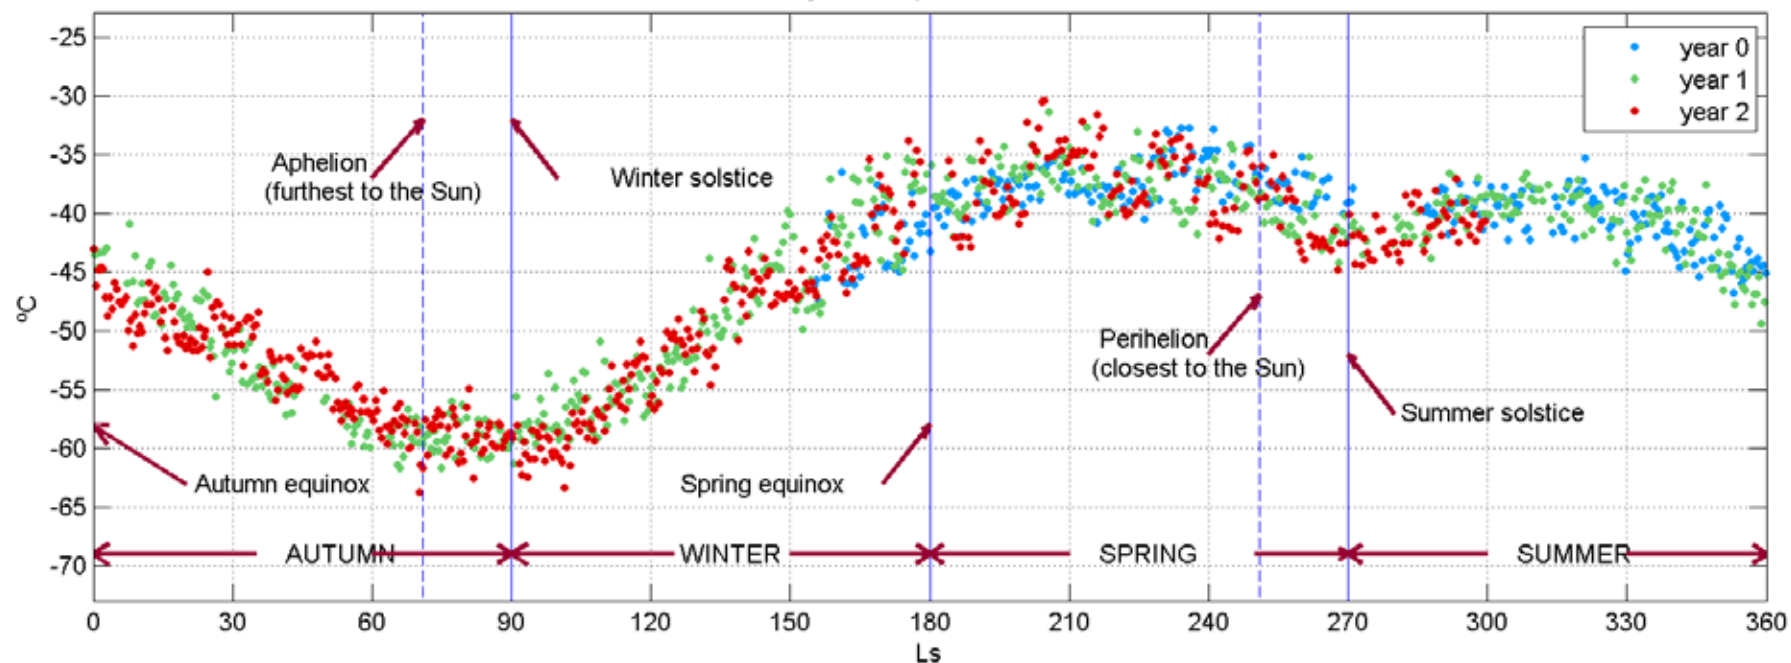 -25
-30
-35
-40
-45
-50
-55
-60
-65
-70
ºC
year 0
year 1
year 2
Aphelion
(furthest to the Sun)
Winter solstice
Perihelion
(closest to the Sun)
Summer solstice
Autumn equinox
Spring equinox
AUTUMN
WINTER
SPRING
SUMMER
0 30 60 90 120 150 180 210 240 270 300 330 360
Ls